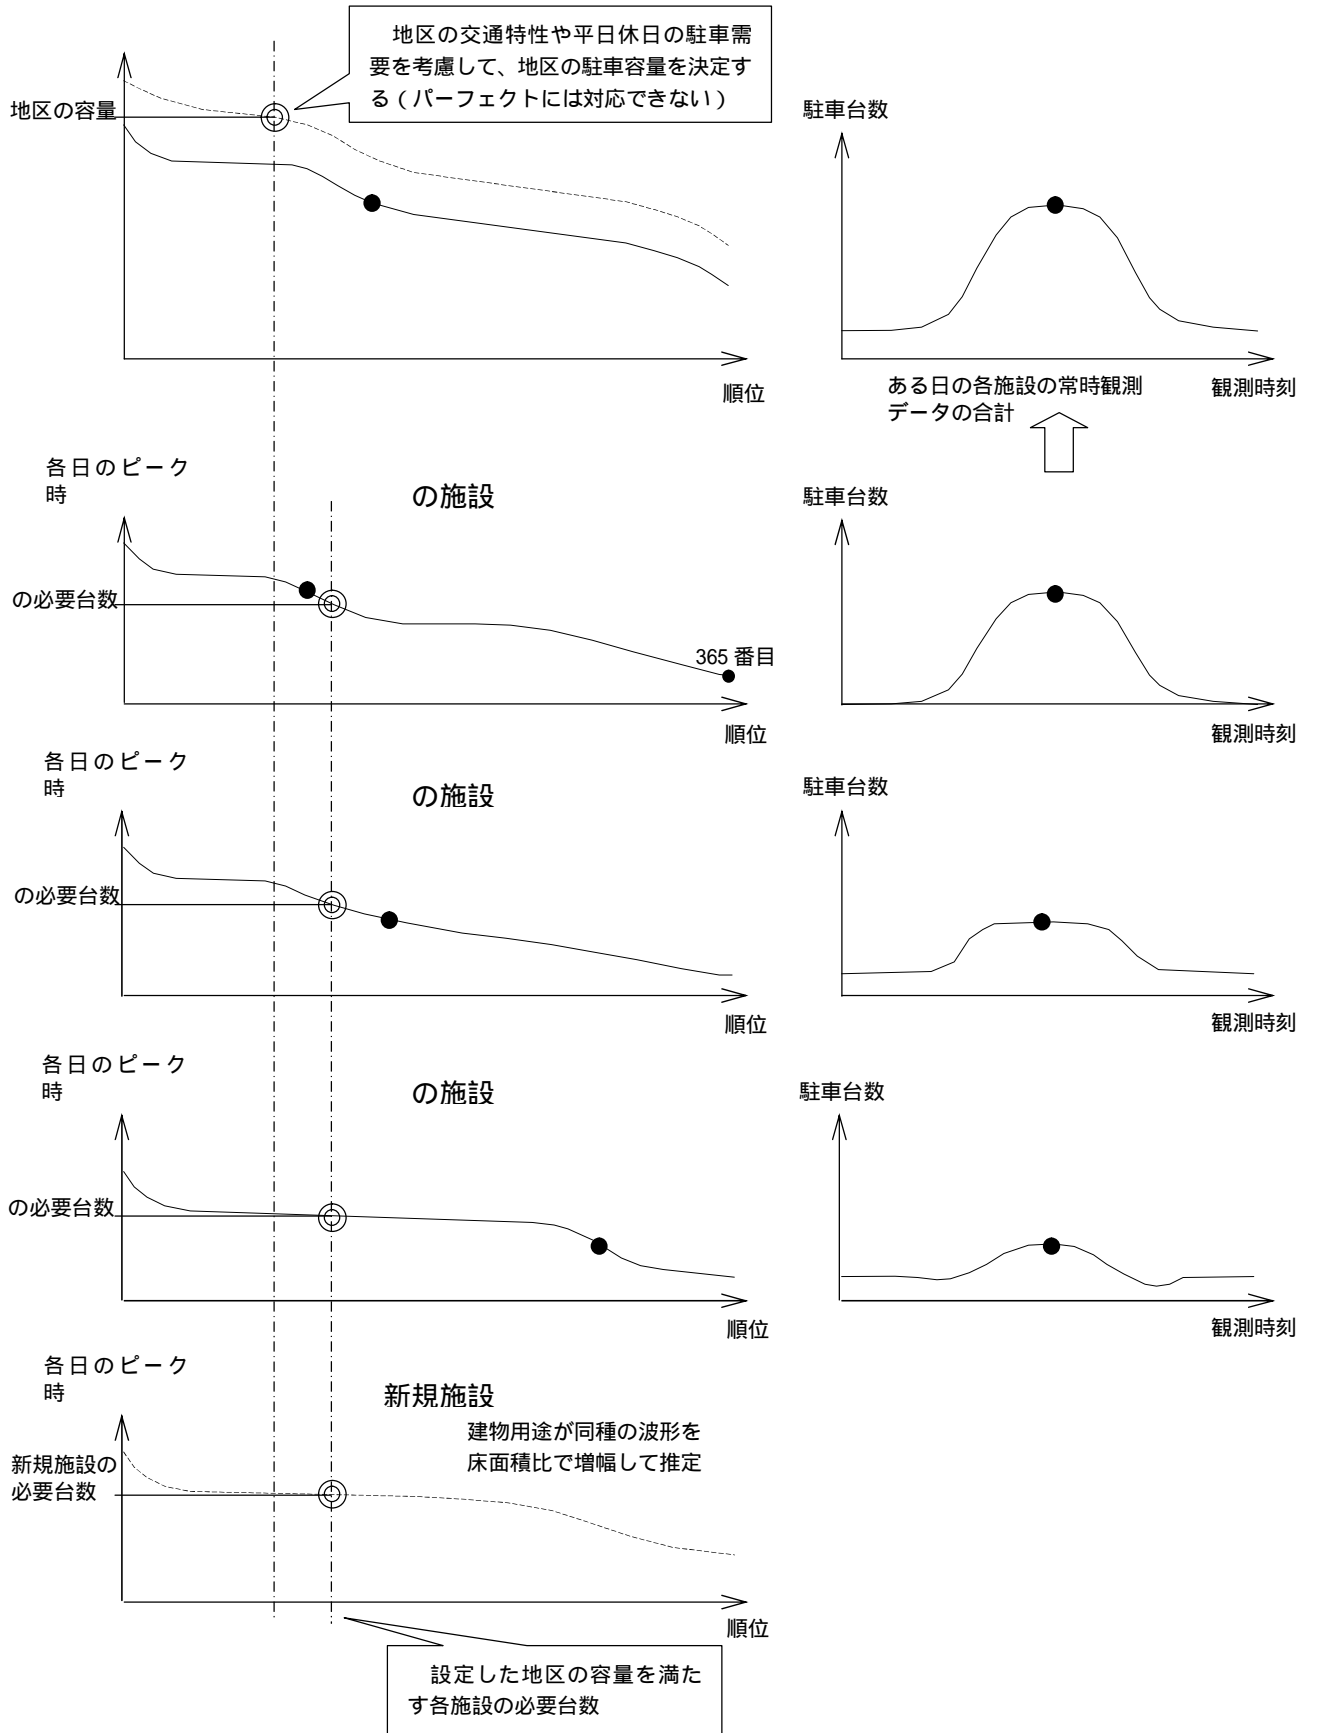 地区の交通特性や平日休日の駐車需
要を考慮して、地区の駐車容量を決定す
る（パーフェクトには対応できない）
地区の容量
駐車台数
順位
ある日の各施設の常時観測
データの合計
観測時刻
各日のピーク
時
の施設
駐車台数
の必要台数
365 番目
順位
観測時刻
各日のピーク
時
の施設
駐車台数
の必要台数
順位
観測時刻
各日のピーク
時
の施設
駐車台数
の必要台数
順位
観測時刻
各日のピーク
時
新規施設
建物用途が同種の波形を
床面積比で増幅して推定
新規施設の
必要台数
順位
設定した地区の容量を満た
す各施設の必要台数